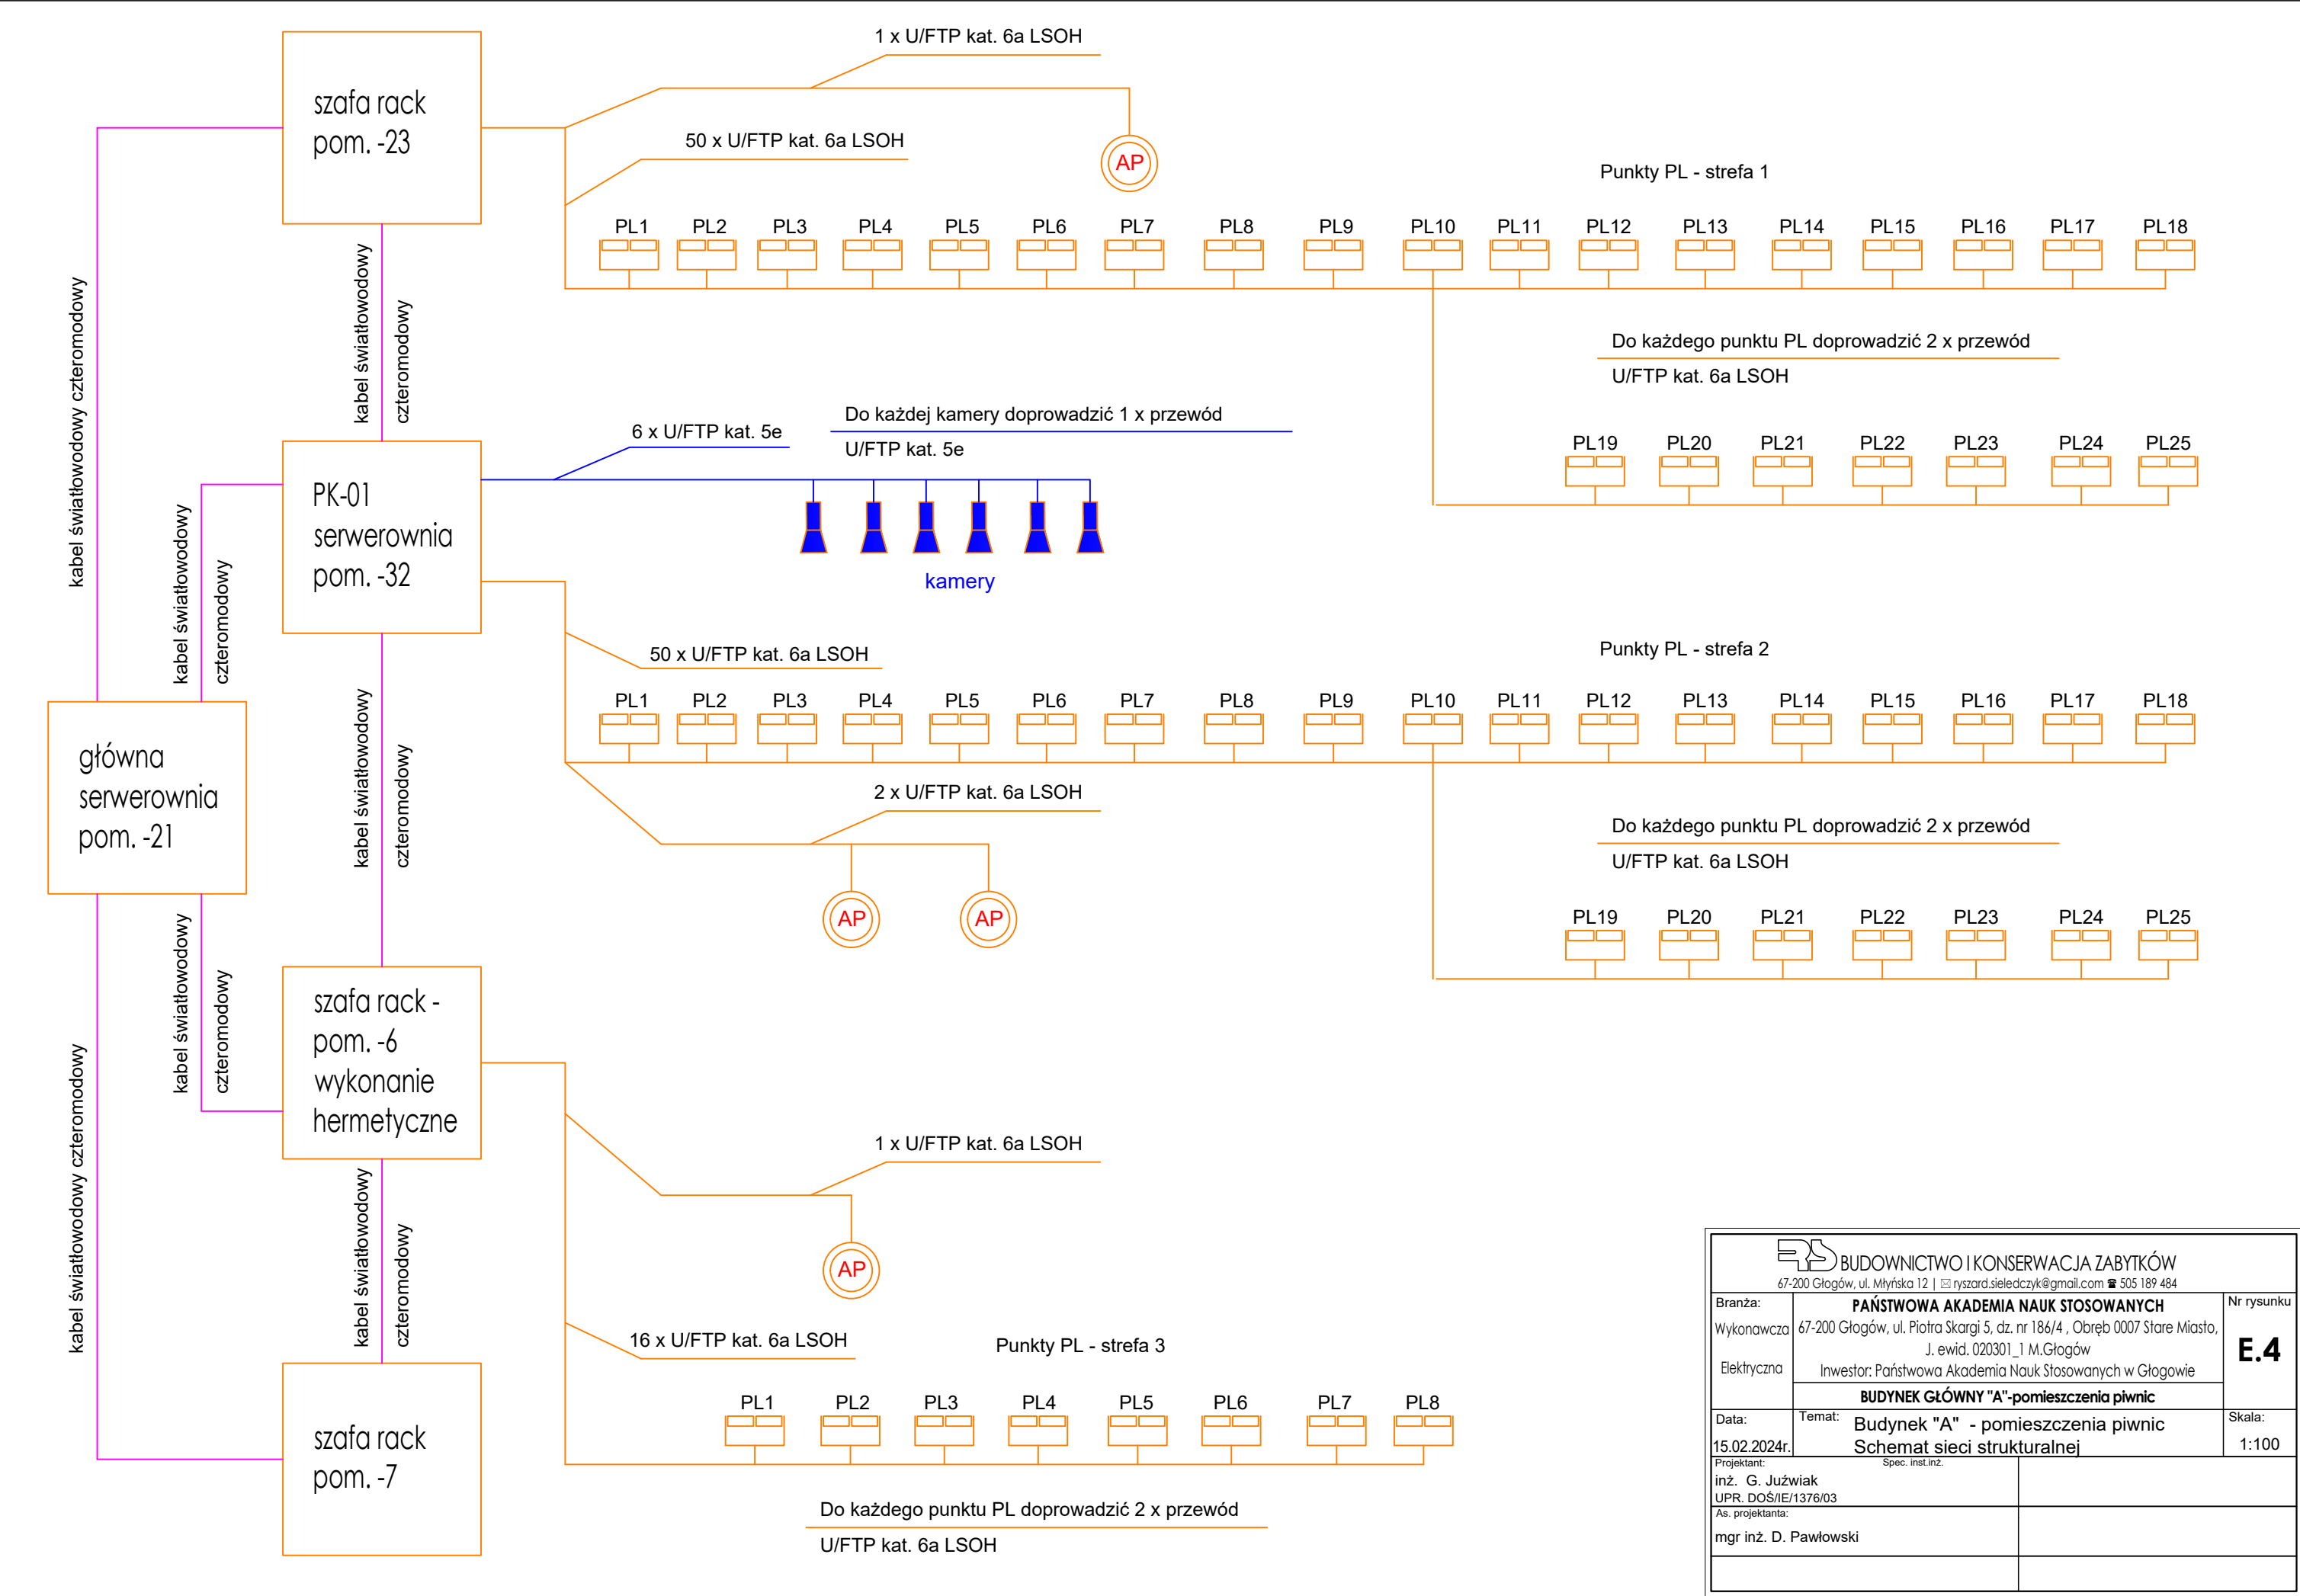 szafa rack
pom. -23
1 x U/FTP kat. 6a LSOH
50 x U/FTP kat. 6a LSOH
AP
Punkty PL - strefa 1
PL1 PL2 PL3 PL4 PL5 PL6 PL7 PL8 PL9 PL10 PL11 PL12 PL13 PL14 PL15 PL16 PL17 PL18
Do każdego punktu PL doprowadzić 2 x przewód
U/FTP kat. 6a LSOH
PL19 PL20 PL21 PL22 PL23 PL24 PL25
kabel światłowodowy czteromodowy
kabel światłowodowy
czteromodowy
PK-01
serwerownia
pom. -32
6 x U/FTP kat. 5e
Do każdej kamery doprowadzić 1 x przewód
U/FTP kat. 5e
kamery
kabel światłowodowy
czteromodowy
50 x U/FTP kat. 6a LSOH
Punkty PL - strefa 2
PL1 PL2 PL3 PL4 PL5 PL6 PL7 PL8 PL9 PL10 PL11 PL12 PL13 PL14 PL15 PL16 PL17 PL18
2 x U/FTP kat. 6a LSOH
AP AP
Do każdego punktu PL doprowadzić 2 x przewód
U/FTP kat. 6a LSOH
PL19 PL20 PL21 PL22 PL23 PL24 PL25
kabel światłowodowy
czteromodowy
główna
serwerownia
pom. -21
kabel światłowodowy
czteromodowy
szafa rack -
pom. -6
wykonanie
hermetyczne
1 x U/FTP kat. 6a LSOH
AP
kabel światłowodowy czteromodowy
kabel światłowodowy
czteromodowy
16 x U/FTP kat. 6a LSOH
Punkty PL - strefa 3
PL1 PL2 PL3 PL4 PL5 PL6 PL7 PL8
Do każdego punktu PL doprowadzić 2 x przewód
U/FTP kat. 6a LSOH
szafa rack
pom. -7
RS BUDOWNICTWO I KONSERWACJA ZABYTKÓW
67-200 Głogów, ul. Młyńska 12 | ✉ ryszard.sieledczyk@gmail.com ☎ 505 189 484
Branża:
Wykonawcza
Elektryczna
PAŃSTWOWA AKADEMIA NAUK STOSOWANYCH
67-200 Głogów, ul. Piotra Skargi 5, dz. nr 186/4 , Obręb 0007 Stare Miasto,
J. ewid. 020301_1 M.Głogów
Inwestor: Państwowa Akademia Nauk Stosowanych w Głogowie
BUDYNEK GŁÓWNY "A"-pomieszczenia piwnic
Nr rysunku
E.4
Data:
15.02.2024r.
Temat: Budynek "A" - pomieszczenia piwnic
Schemat sieci strukturalnej
Skala:
1:100
Projektant: Spec. inst.inż.
inż. G. Juźwiak
UPR. DOŚ/IE/1376/03
As. projektanta:
mgr inż. D. Pawłowski